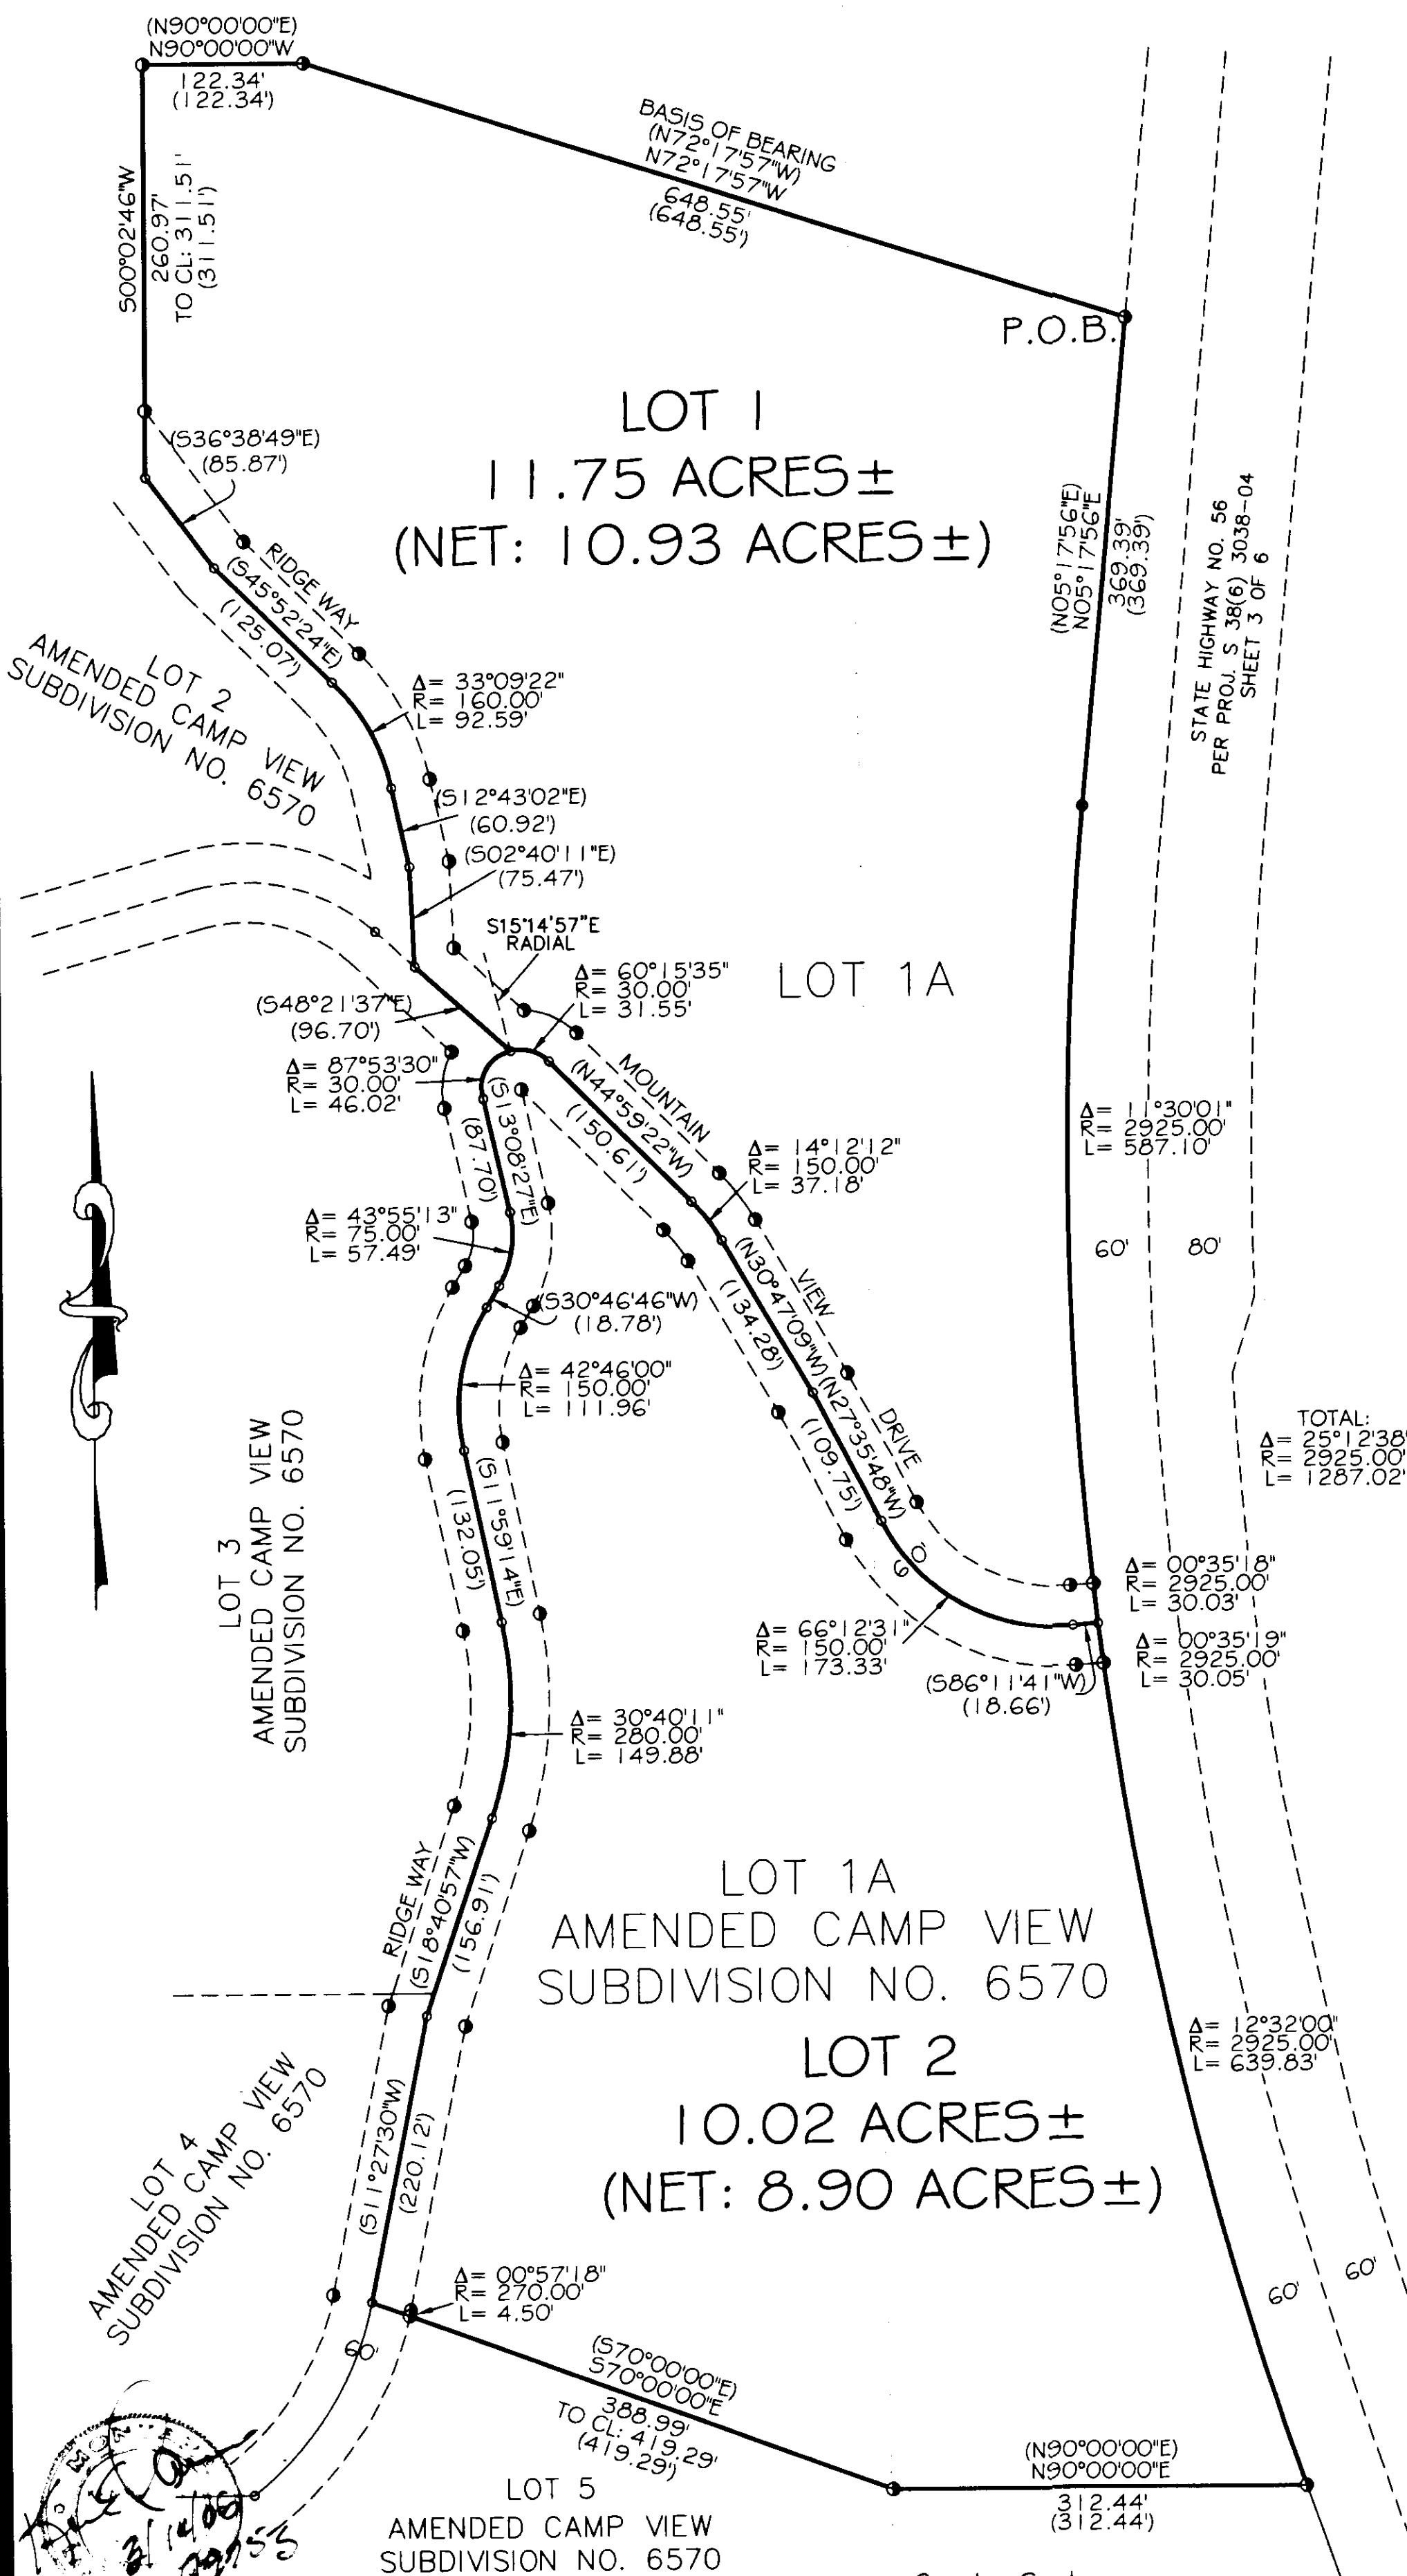 (N90°00'00"E)
N90°00'00"W
122.34'
(122.34')
BASIS OF BEARING
(N72°17'57"W)
N72°17'57"W
648.55'
(648.55')
S00°02'46"W
260.97'
TO CL: 311.51'
(311.51')
P.O.B.
LOT 1
11.75 ACRES±
(NET: 10.93 ACRES±)
(S36°38'49"E)
(85.87')
RIDGE WAY
(S45°52'24"E)
(125.07')
(N05°17'56"E)
N05°17'56"E
369.39'
(369.39')
STATE HIGHWAY NO. 56
PER PROJ. S 38(6) 3038-04
SHEET 3 OF 6
LOT 2
AMENDED CAMP VIEW
SUBDIVISION NO. 6570
Δ= 33°09'22"
R= 160.00'
L= 92.59'
(S12°43'02"E)
(60.92')
(S02°40'11"E)
(75.47')
S15°14'57"E
RADIAL
LOT 1A
Δ= 60°15'35"
R= 30.00'
L= 31.55'
(S48°21'37"E)
(96.70')
Δ= 87°53'30"
R= 30.00'
L= 46.02'
(S13°08'27"E)
(87.70')
MOUNTAIN
(N44°59'22"W)
(150.61')
Δ= 11°30'01"
R= 2925.00'
L= 587.10'
Δ= 14°12'12"
R= 150.00'
L= 37.18'
Δ= 43°55'13"
R= 75.00'
L= 57.49'
60'
80'
VIEW
(N30°47'09"W)
(134.28')
(S30°46'46"W)
(18.78')
Δ= 42°46'00"
R= 150.00'
L= 111.96'
DRIVE
(N27°35'48"W)
(109.75')
TOTAL:
Δ= 25°12'38"
R= 2925.00'
L= 1287.02'
LOT 3
AMENDED CAMP VIEW
SUBDIVISION NO. 6570
(S11°59'14"E)
(132.05')
60
Δ= 00°35'18"
R= 2925.00'
L= 30.03'
Δ= 66°12'31"
R= 150.00'
L= 173.33'
Δ= 00°35'19"
R= 2925.00'
L= 30.05'
(S86°11'41"W)
(18.66')
Δ= 30°40'11"
R= 280.00'
L= 149.88'
RIDGE WAY
(S18°40'57"W)
(156.91')
LOT 1A
AMENDED CAMP VIEW
SUBDIVISION NO. 6570
LOT 2
10.02 ACRES±
(NET: 8.90 ACRES±)
Δ= 12°32'00"
R= 2925.00'
L= 639.83'
LOT 4
AMENDED CAMP VIEW
SUBDIVISION NO. 6570
(S11°27'30"W)
(220.12')
Δ= 00°57'18"
R= 270.00'
L= 4.50'
60'
60'
60'
(S70°00'00"E)
S70°00'00"E
388.99'
TO CL: 419.29'
(419.29')
(N90°00'00"E)
N90°00'00"E
312.44'
(312.44')
LOT 5
AMENDED CAMP VIEW
SUBDIVISION NO. 6570